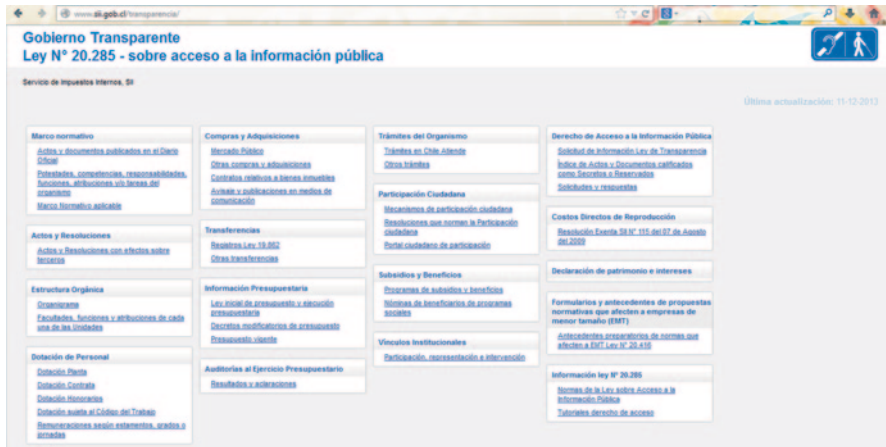 www.sii.gob.cl/transparencia/
Gobierno Transparente
Ley N° 20.285 - sobre acceso a la información pública
Servicio de Impuestos Internos, SII
Última actualización: 11-12-2013
Marco normativo
Actos y documentos publicados en el Diario
Oficial
Potestades, competencias, responsabilidades,
funciones, atribuciones y/o tareas del
organismo
Marco Normativo aplicable
Actos y Resoluciones
Actos y Resoluciones con efectos sobre
terceros
Estructura Orgánica
Organigrama
Facultades, funciones y atribuciones de cada
una de las Unidades
Dotación de Personal
Dotación Planta
Dotación Contrata
Dotación Honorarios
Dotación sujeta al Código del Trabajo
Remuneraciones según estamentos, grados o
jornadas
Compras y Adquisiciones
Mercado Público
Otras compras y adquisiciones
Contratos relativos a bienes inmuebles
Avisaje y publicaciones en medios de
comunicación
Transferencias
Registros Ley 19.862
Otras transferencias
Información Presupuestaria
Ley inicial de presupuesto y ejecución
presupuestaria
Decretos modificatorios de presupuesto
Presupuesto vigente
Auditorías al Ejercicio Presupuestario
Resultados y aclaraciones
Trámites del Organismo
Trámites en Chile Atiende
Otros trámites
Participación Ciudadana
Mecanismos de participación ciudadana
Resoluciones que norman la Participación
ciudadana
Portal ciudadano de participación
Subsidios y Beneficios
Programas de subsidios y beneficios
Nóminas de beneficiarios de programas
sociales
Vínculos Institucionales
Participación, representación e intervención
Derecho de Acceso a la Información Pública
Solicitud de Información Ley de Transparencia
Índice de Actos y Documentos calificados
como Secretos o Reservados
Solicitudes y respuestas
Costos Directos de Reproducción
Resolución Exenta SII N° 115 del 07 de Agosto
del 2009
Declaración de patrimonio e intereses
Formularios y antecedentes de propuestas
normativas que afecten a empresas de
menor tamaño (EMT)
Antecedentes preparatorios de normas que
afecten a EMT Ley N° 20.416
Información ley N° 20.285
Normas de la Ley sobre Acceso a la
Información Pública
Tutoriales derecho de acceso